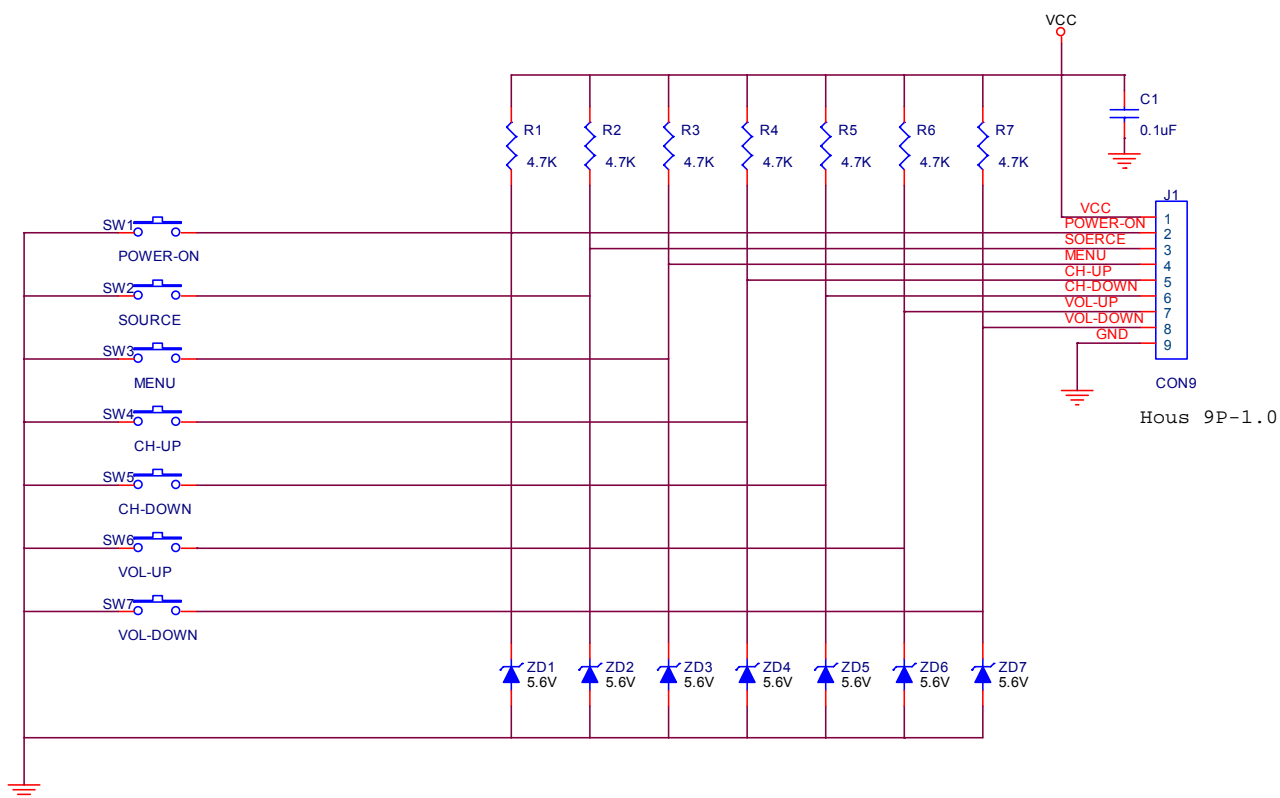 VCC
C1
0.1uF
R1
4.7K
R2
4.7K
R3
4.7K
R4
4.7K
R5
4.7K
R6
4.7K
R7
4.7K
J1
VCC 1
POWER-ON 2
SOERCE 3
MENU 4
CH-UP 5
CH-DOWN 6
VOL-UP 7
VOL-DOWN 8
GND 9
CON9
Hous 9P-1.0
SW1
POWER-ON
SW2
SOURCE
SW3
MENU
SW4
CH-UP
SW5
CH-DOWN
SW6
VOL-UP
SW7
VOL-DOWN
ZD1
5.6V
ZD2
5.6V
ZD3
5.6V
ZD4
5.6V
ZD5
5.6V
ZD6
5.6V
ZD7
5.6V